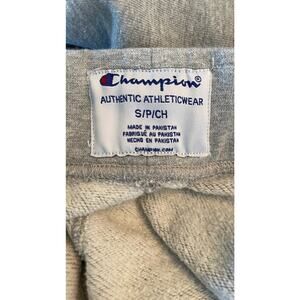 Champion
AUTHENTIC ATHLETICWEAR
S/P/CH
MADE IN PAKISTAN
FABRIQUÉ AU PAKISTAN
HECHO EN PAKISTAN
CHAMPION.COM